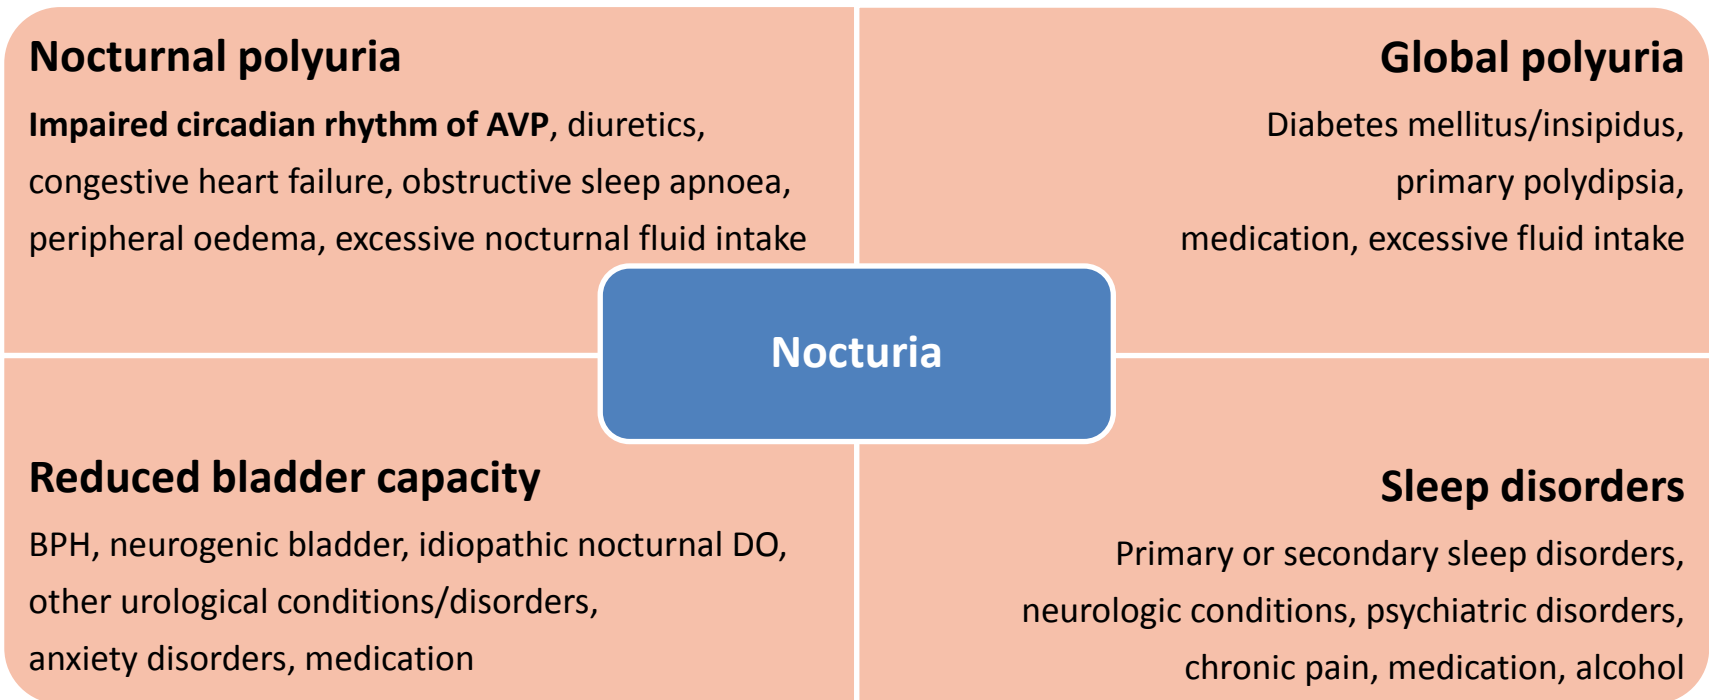 Nocturnal polyuria
Impaired circadian rhythm of AVP, diuretics,
congestive heart failure, obstructive sleep apnoea,
peripheral oedema, excessive nocturnal fluid intake
Global polyuria
Diabetes mellitus/insipidus,
primary polydipsia,
medication, excessive fluid intake
Nocturia
Reduced bladder capacity
BPH, neurogenic bladder, idiopathic nocturnal DO,
other urological conditions/disorders,
anxiety disorders, medication
Sleep disorders
Primary or secondary sleep disorders,
neurologic conditions, psychiatric disorders,
chronic pain, medication, alcohol